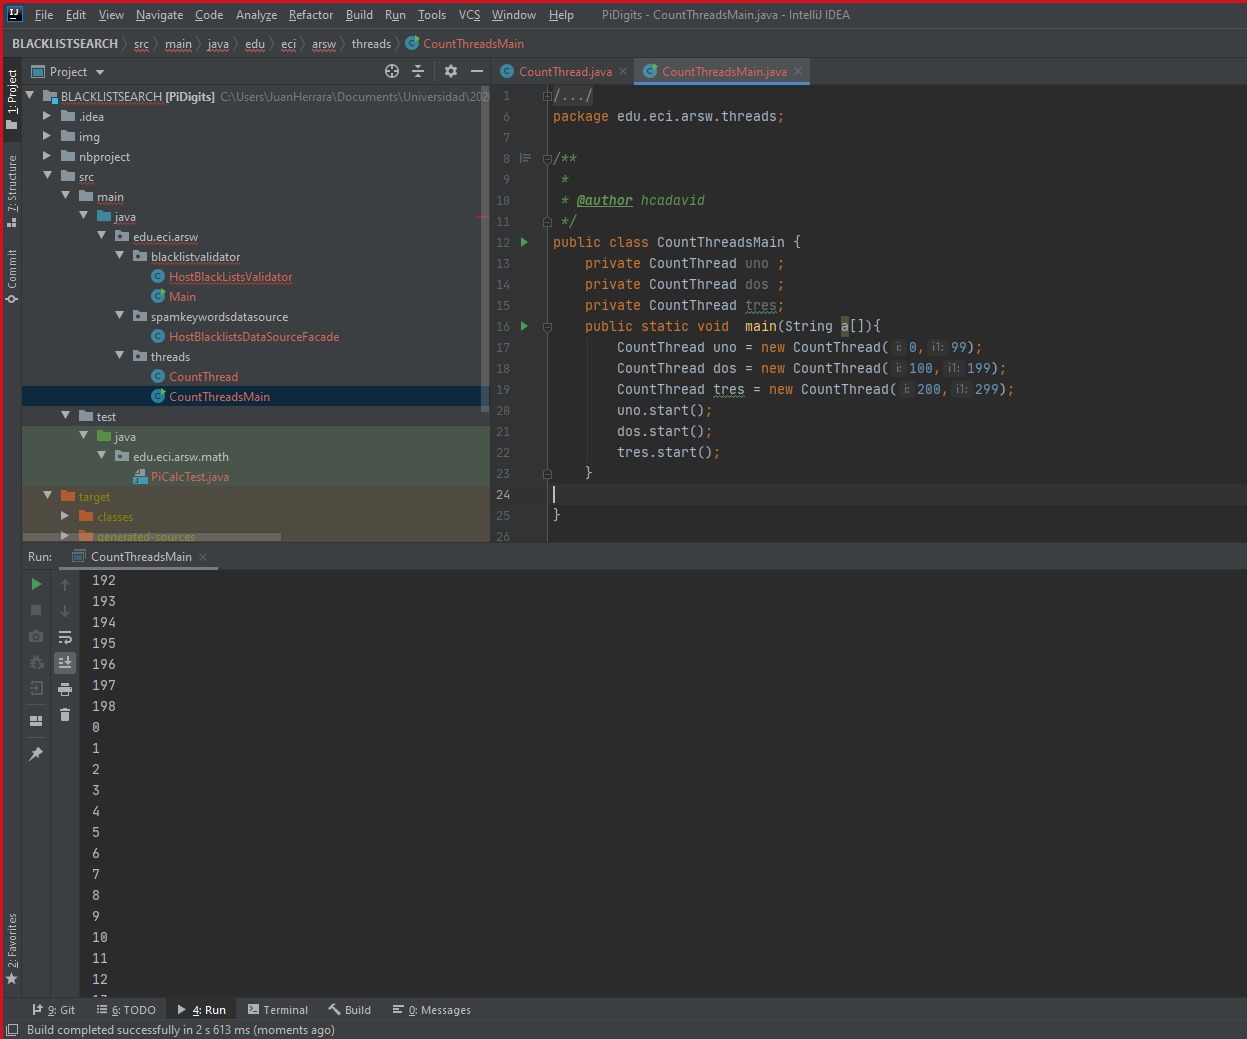 File Edit View Navigate Code Analyze Refactor Build Run Tools VCS Window Help PiDigits - CountThreadsMain.java - IntelliJ IDEA
BLACKLISTSEARCH src main java edu eci arsw threads CountThreadsMain
Project
CountThread.java CountThreadsMain.java
1: Project
7: Structure
Commit
2: Favorites
BLACKLISTSEARCH [PiDigits] C:\Users\JuanHerrara\Documents\Universidad\202
.idea
img
nbproject
src
main
java
edu.eci.arsw
blacklistvalidator
HostBlackListsValidator
Main
spamkeywordsdatasource
HostBlacklistsDataSourceFacade
threads
CountThread
CountThreadsMain
test
java
edu.eci.arsw.math
PiCalcTest.java
target
classes
generated-sources
1 /.../
6 package edu.eci.arsw.threads;
7
8 /**
9 *
10 * @author hcadavid
11 */
12 public class CountThreadsMain {
13 private CountThread uno ;
14 private CountThread dos ;
15 private CountThread tres;
16 public static void main(String a[]){
17 CountThread uno = new CountThread( i: 0, i1: 99);
18 CountThread dos = new CountThread( i: 100, i1: 199);
19 CountThread tres = new CountThread( i: 200, i1: 299);
20 uno.start();
21 dos.start();
22 tres.start();
23 }
24
25 }
26
Run: CountThreadsMain
192
193
194
195
196
197
198
0
1
2
3
4
5
6
7
8
9
10
11
12
13
9: Git 6: TODO 4: Run Terminal Build 0: Messages
Build completed successfully in 2 s 613 ms (moments ago)